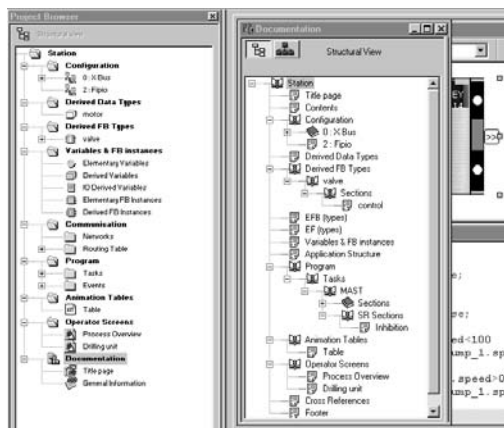 Project Browser
Structural View
Station
Configuration
0 : X Bus
2 : Fipio
Derived Data Types
motor
Derived FB Types
valve
Variables & FB instances
Elementary Variables
Derived Variables
IO Derived Variables
Elementary FB Instances
Derived FB Instances
Communication
Networks
Routing Table
Program
Tasks
Events
Animation Tables
Table
Operator Screens
Process Overview
Drilling unit
Documentation
Title page
General Information
Documentation
Structural View
Station
Title page
Contents
Configuration
0 : X Bus
2 : Fipio
Derived Data Types
Derived FB Types
valve
Sections
control
EFB (types)
EF (types)
Variables & FB instances
Application Structure
Program
Tasks
MAST
Sections
SR Sections
Inhibition
Animation Tables
Table
Operator Screens
Process Overview
Drilling unit
Cross References
Footer
EY
>>
e;
se;
ed<100
ump_1.sp
.speed>0
ump_1.sp